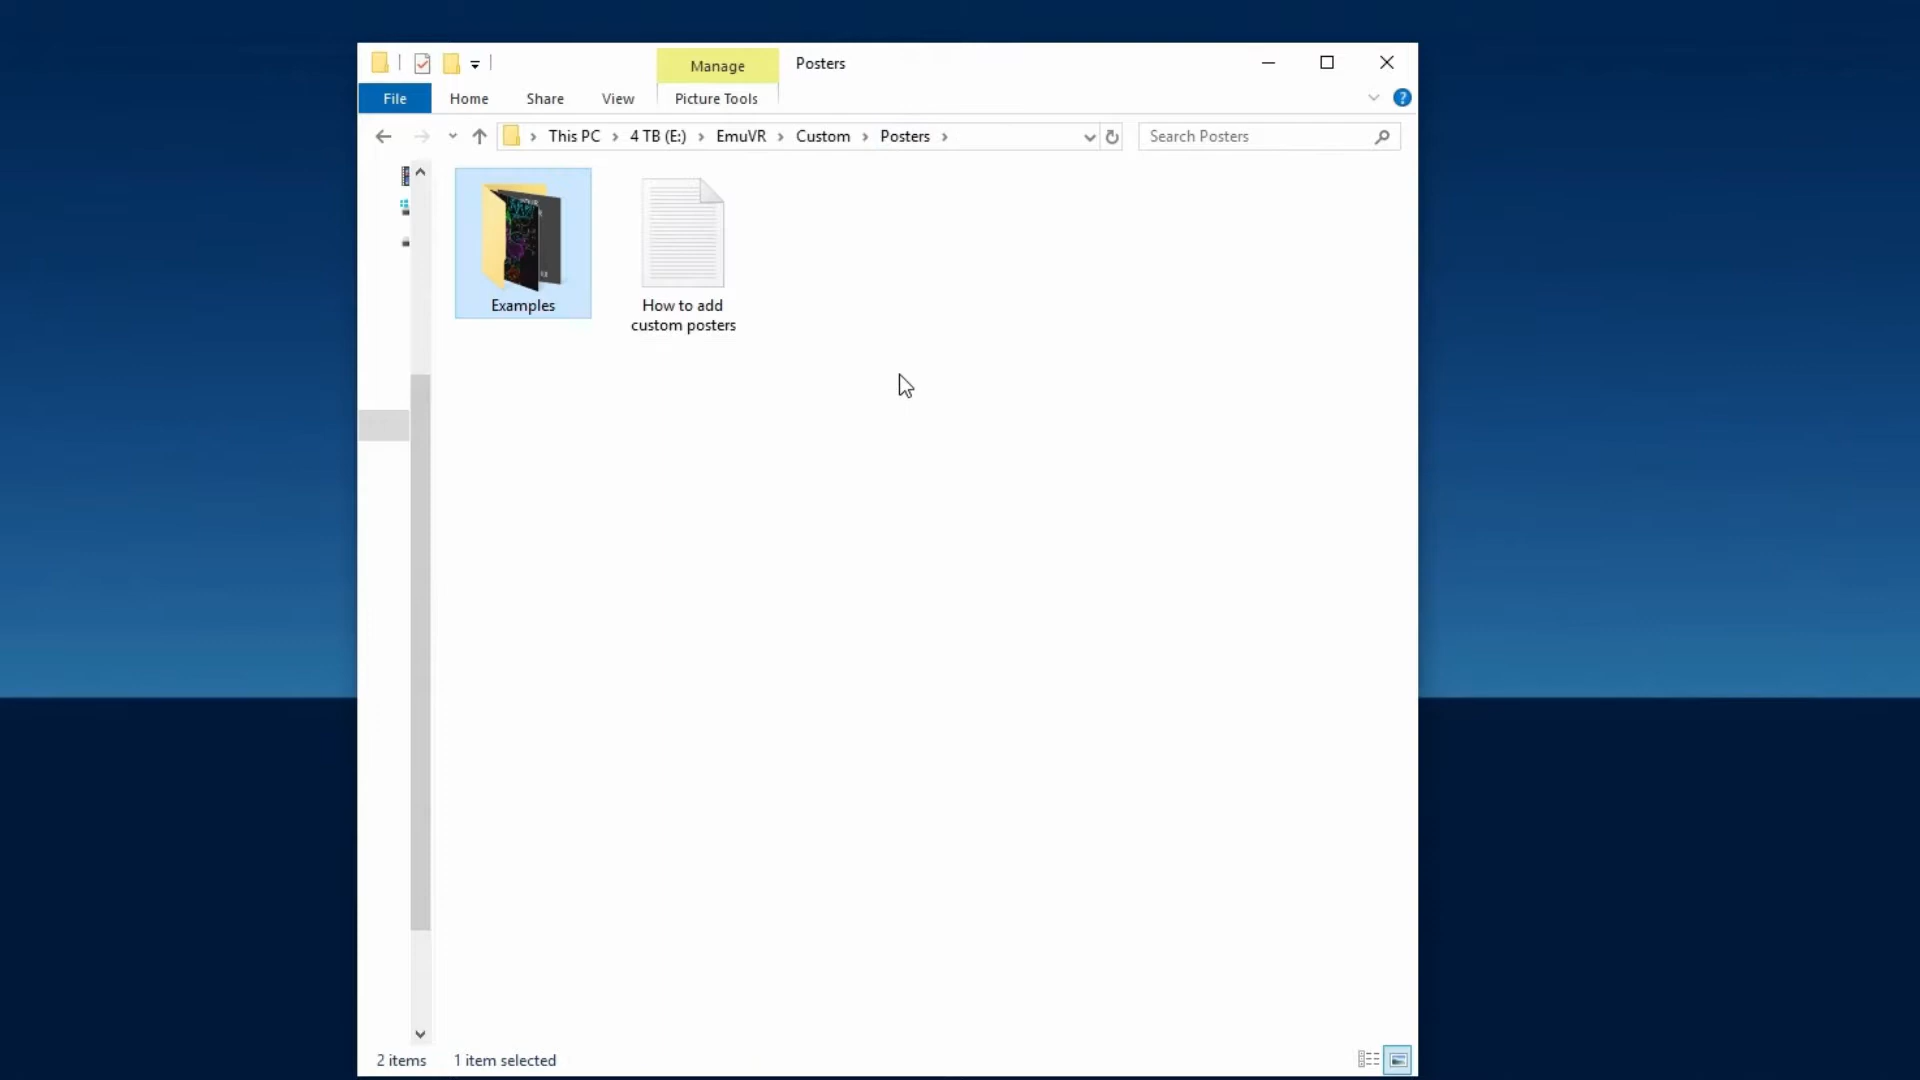 Manage
Posters
File
Home
Share
View
Picture Tools
This PC
4 TB (E:)
EmuVR
Custom
Posters
Search Posters
Examples
How to add
custom posters
2 items
1 item selected